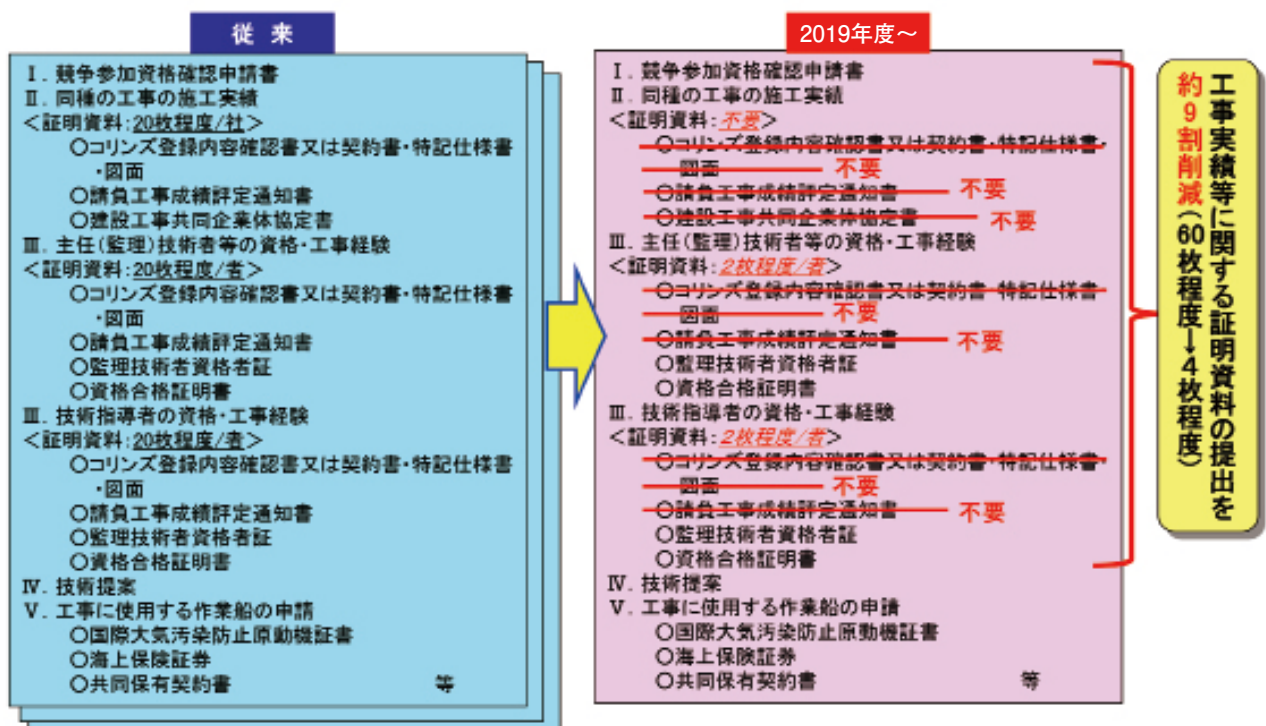 従来
Ⅰ．競争参加資格確認申請書
Ⅱ．同種の工事の施工実績
＜証明資料：20枚程度/社＞
○コリンズ登録内容確認書又は契約書・特記仕様書
・図面
○請負工事成績評定通知書
○建設工事共同企業体協定書
Ⅲ．主任（監理）技術者等の資格・工事経験
＜証明資料：20枚程度/者＞
○コリンズ登録内容確認書又は契約書・特記仕様書
・図面
○請負工事成績評定通知書
○監理技術者資格者証
○資格合格証明書
Ⅲ．技術指導者の資格・工事経験
＜証明資料：20枚程度/者＞
○コリンズ登録内容確認書又は契約書・特記仕様書
・図面
○請負工事成績評定通知書
○監理技術者資格者証
○資格合格証明書
Ⅳ．技術提案
Ⅴ．工事に使用する作業船の申請
○国際大気汚染防止原動機証書
○海上保険証券
○共同保有契約書 等
2019年度～
Ⅰ．競争参加資格確認申請書
Ⅱ．同種の工事の施工実績
＜証明資料：不要＞
○コリンズ登録内容確認書又は契約書・特記仕様書・
図面 不要
○請負工事成績評定通知書 不要
○建設工事共同企業体協定書 不要
Ⅲ．主任（監理）技術者等の資格・工事経験
＜証明資料：2枚程度/者＞
○コリンズ登録内容確認書又は契約書・特記仕様書・
図面 不要
○請負工事成績評定通知書 不要
○監理技術者資格者証
○資格合格証明書
Ⅲ．技術指導者の資格・工事経験
＜証明資料：2枚程度/者＞
○コリンズ登録内容確認書又は契約書・特記仕様書・
図面 不要
○請負工事成績評定通知書 不要
○監理技術者資格者証
○資格合格証明書
Ⅳ．技術提案
Ⅴ．工事に使用する作業船の申請
○国際大気汚染防止原動機証書
○海上保険証券
○共同保有契約書 等
工事実績等に関する証明資料の提出を
約９割削減（60枚程度→４枚程度）